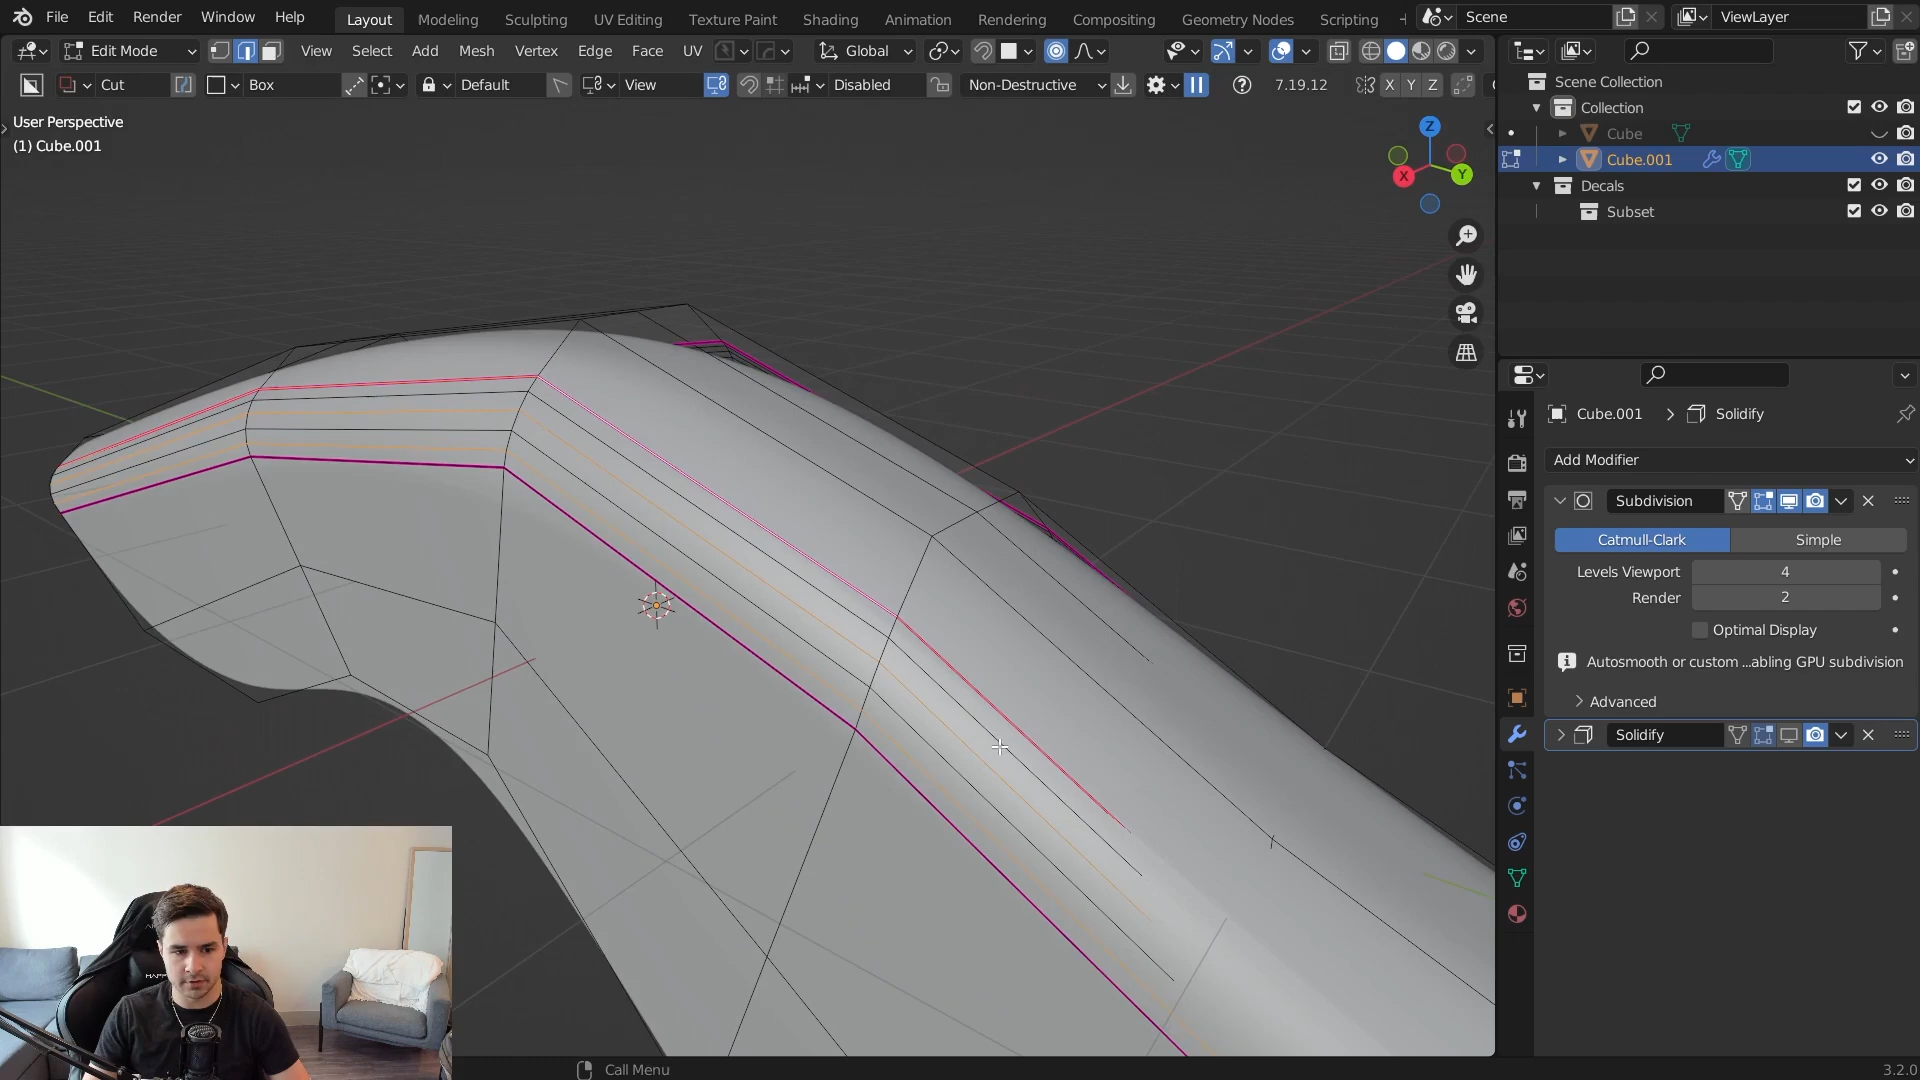 File Edit Render Window Help
Layout Modeling Sculpting UV Editing Texture Paint Shading Animation Rendering Compositing Geometry Nodes Scripting +
Scene
ViewLayer
Edit Mode View Select Add Mesh Vertex Edge Face UV Global
Cut Box Default View Disabled Non-Destructive 7.19.12 X Y Z
User Perspective
(1) Cube.001
Z
X
Y
Scene Collection
Collection
Cube
Cube.001
Decals
Subset
Cube.001 > Solidify
Add Modifier
Subdivision
Catmull-Clark Simple
Levels Viewport 4
Render 2
Optimal Display
Autosmooth or custom ...abling GPU subdivision
Advanced
Solidify
Call Menu
3.2.0